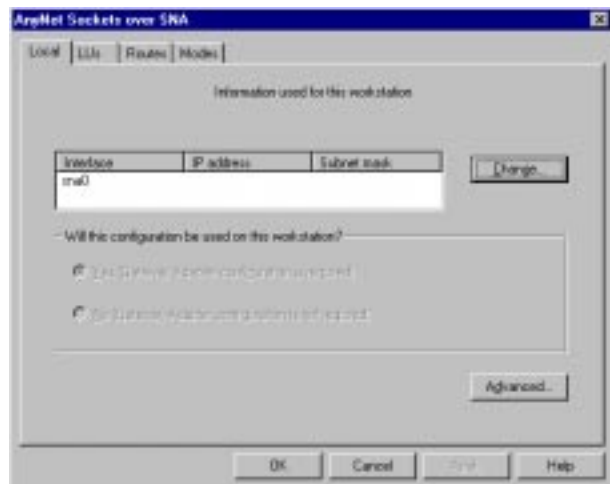 AnyNet Sockets over SNA
Local LUs Routes Modes
Information used for this workstation
Interface IP address Subnet mask
sna0
Change...
Will this configuration be used on this workstation?
Advanced...
OK Cancel Help